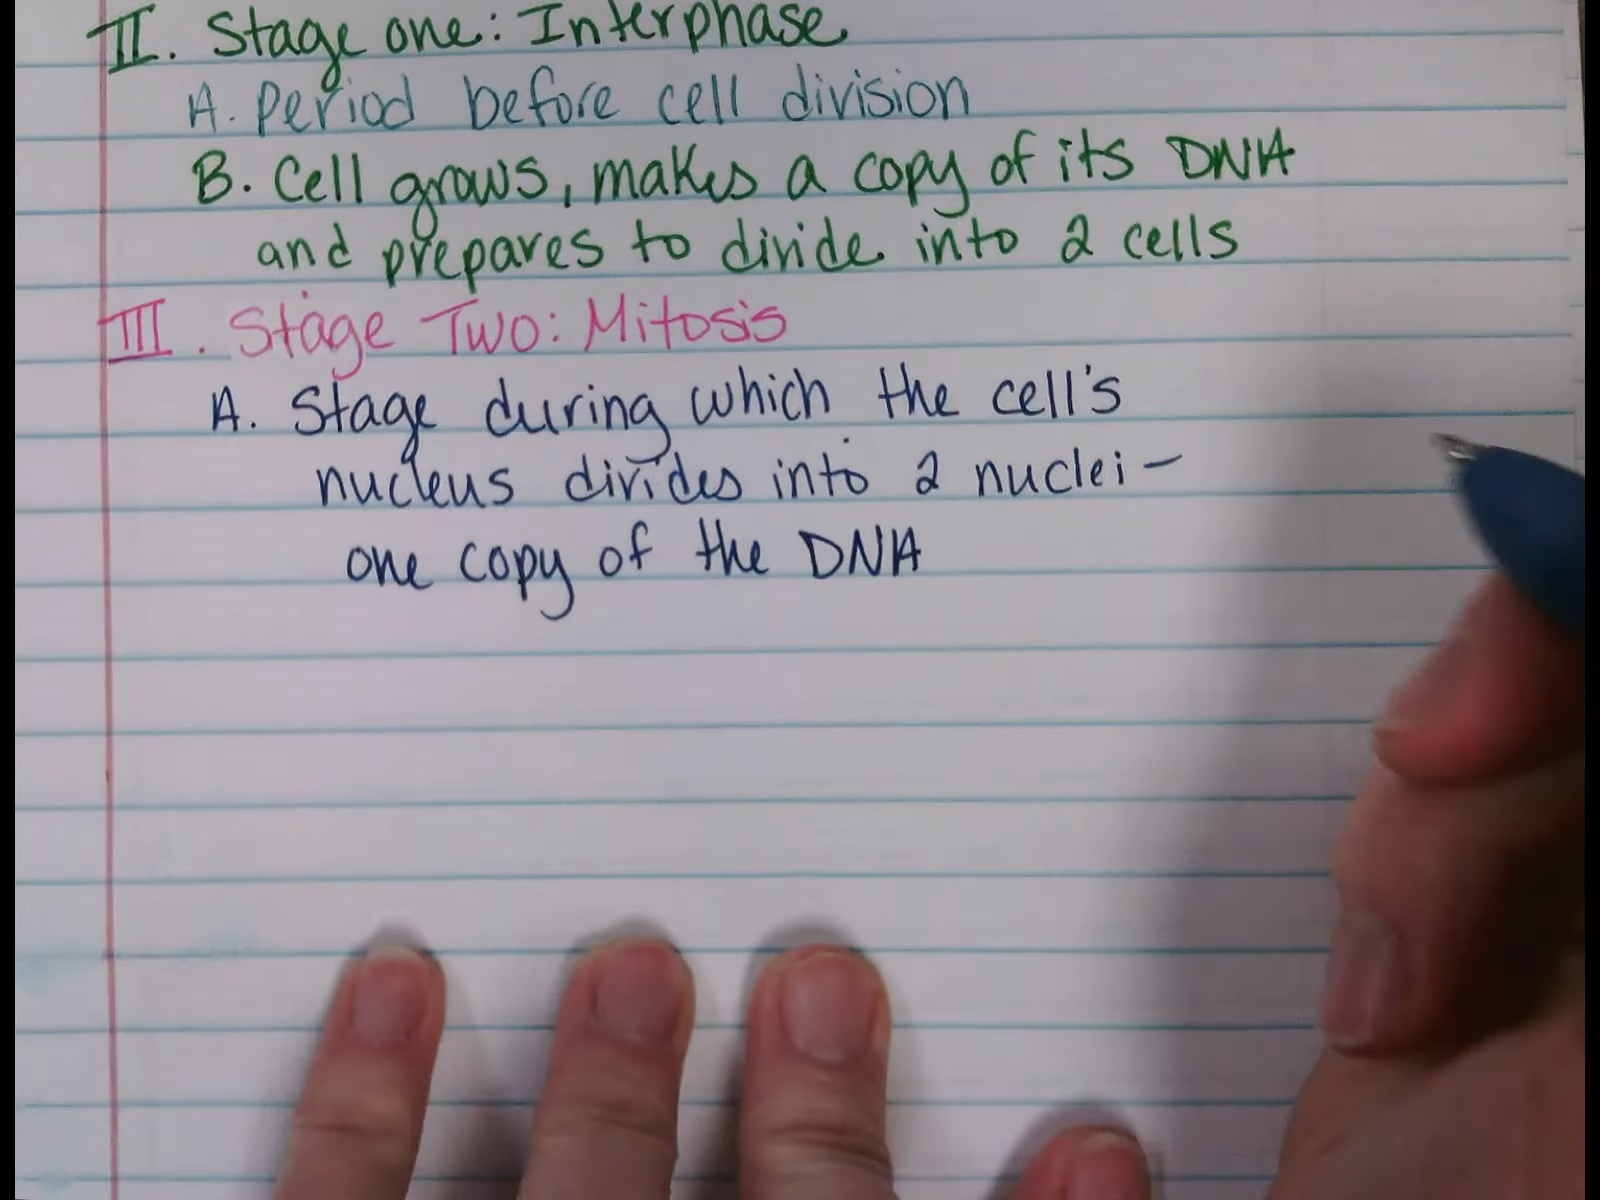 II. Stage one: Interphase
A. Period before cell division
B. Cell grows, makes a copy of its DNA
and prepares to divide into 2 cells
III. Stage Two: Mitosis
A. Stage during which the cell's
nucleus divides into 2 nuclei -
one copy of the DNA